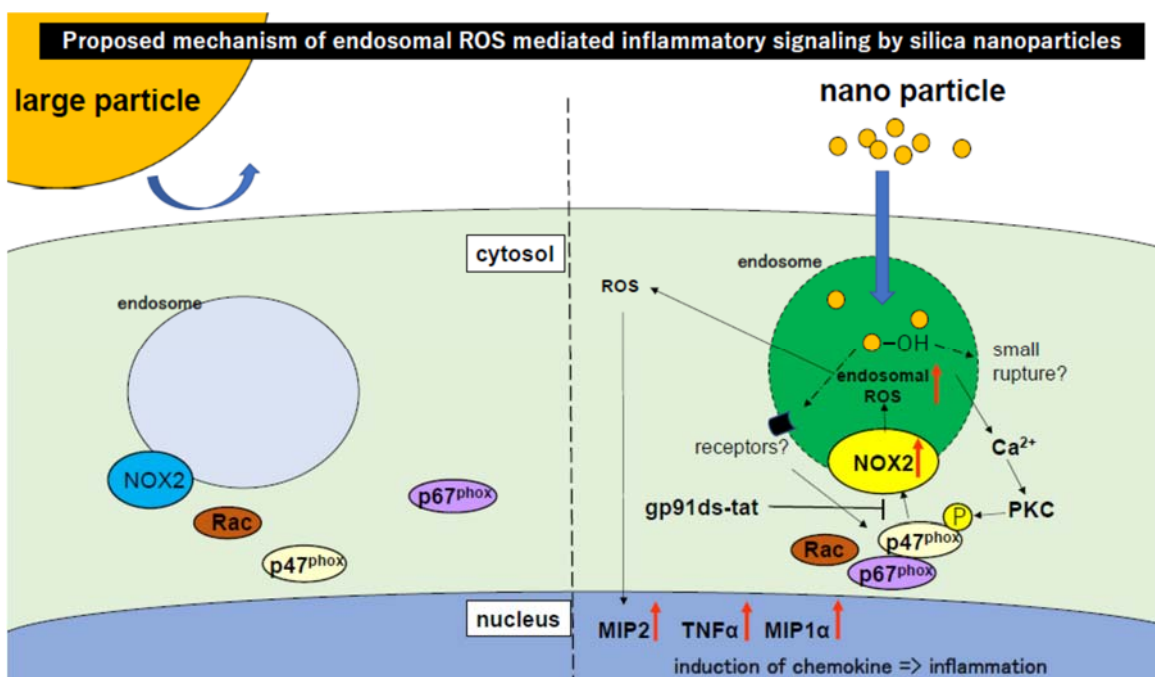 Proposed mechanism of endosomal ROS mediated inflammatory signaling by silica nanoparticles
large particle
nano particle
cytosol
endosome
NOX2
Rac
p47phox
p67phox
nucleus
endosome
ROS
–OH
endosomal
ROS
small
rupture?
receptors?
NOX2
Ca²⁺
PKC
P
gp91ds-tat
p47phox
Rac
p67phox
MIP2
TNFα
MIP1α
induction of chemokine => inflammation